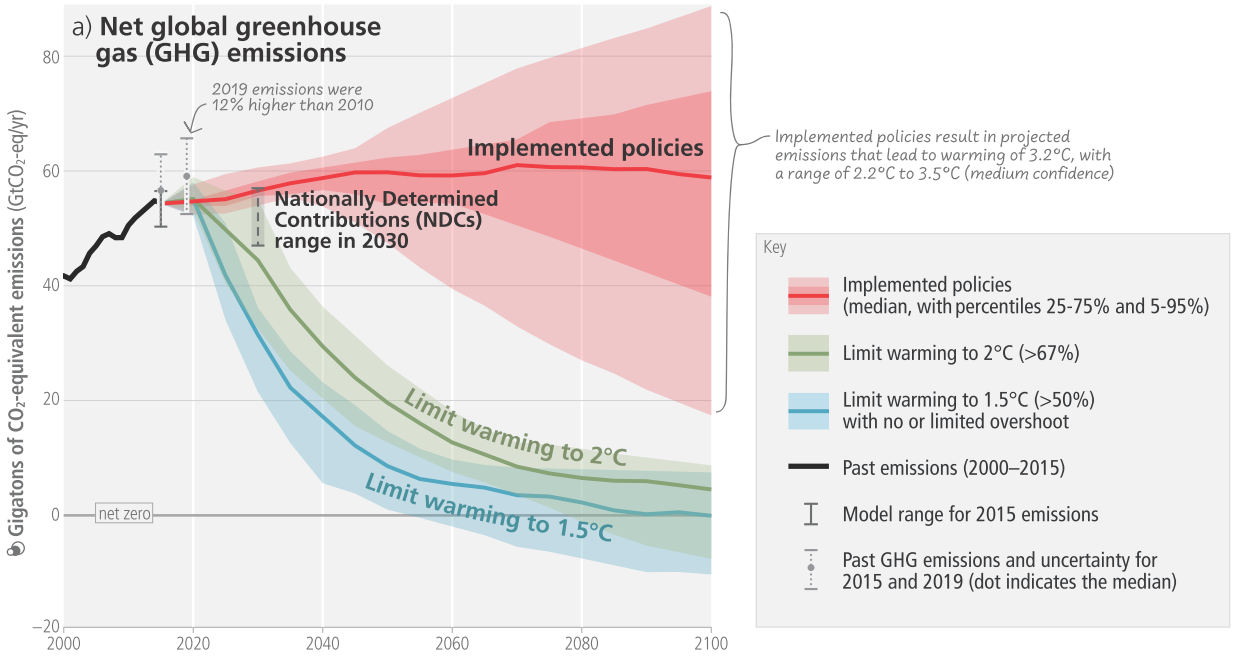 a) Net global greenhouse
gas (GHG) emissions
Gigatons of CO₂-equivalent emissions (GtCO₂-eq/yr)
80
60
40
20
0
−20
2000
2020
2040
2060
2080
2100
2019 emissions were
12% higher than 2010
Implemented policies
Nationally Determined
Contributions (NDCs)
range in 2030
Limit warming to 2°C
Limit warming to 1.5°C
net zero
Implemented policies result in projected
emissions that lead to warming of 3.2°C, with
a range of 2.2°C to 3.5°C (medium confidence)
Key
Implemented policies
(median, with percentiles 25-75% and 5-95%)
Limit warming to 2°C (>67%)
Limit warming to 1.5°C (>50%)
with no or limited overshoot
Past emissions (2000–2015)
Model range for 2015 emissions
Past GHG emissions and uncertainty for
2015 and 2019 (dot indicates the median)